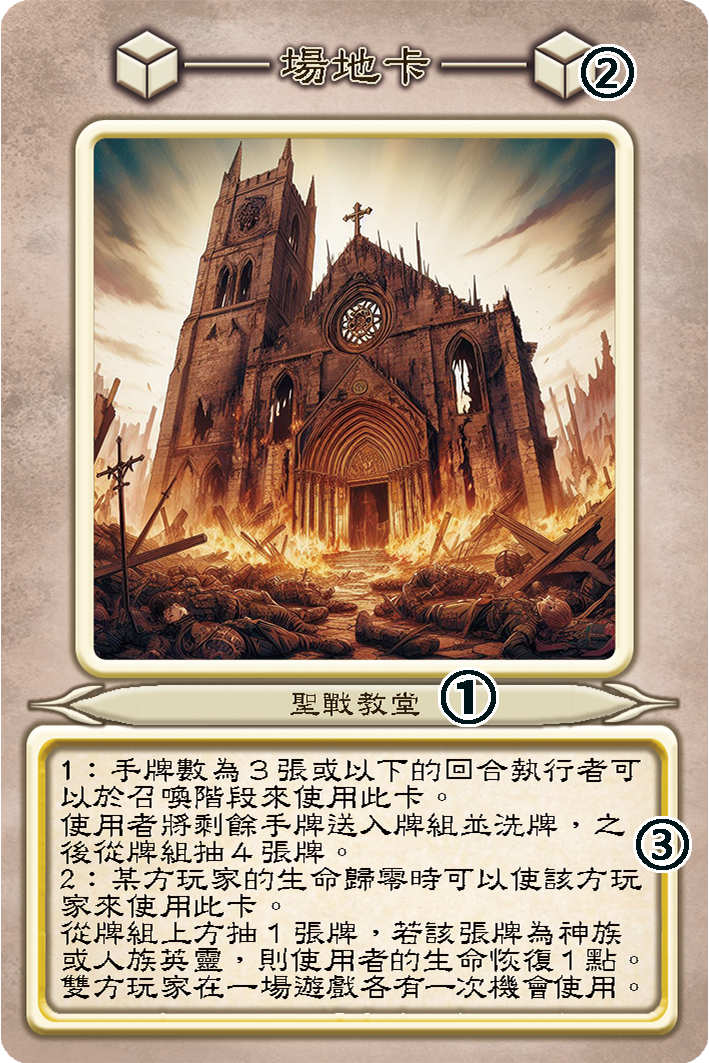 場地卡
②
聖戰教堂 ①
1：手牌數為3張或以下的回合執行者可
以於召喚階段來使用此卡。
使用者將剩餘手牌送入牌組並洗牌，之
後從牌組抽4張牌。
2：某方玩家的生命歸零時可以使該方玩
家來使用此卡。
從牌組上方抽1張牌，若該張牌為神族
或人族英靈，則使用者的生命恢復1點。
雙方玩家在一場遊戲各有一次機會使用。
③